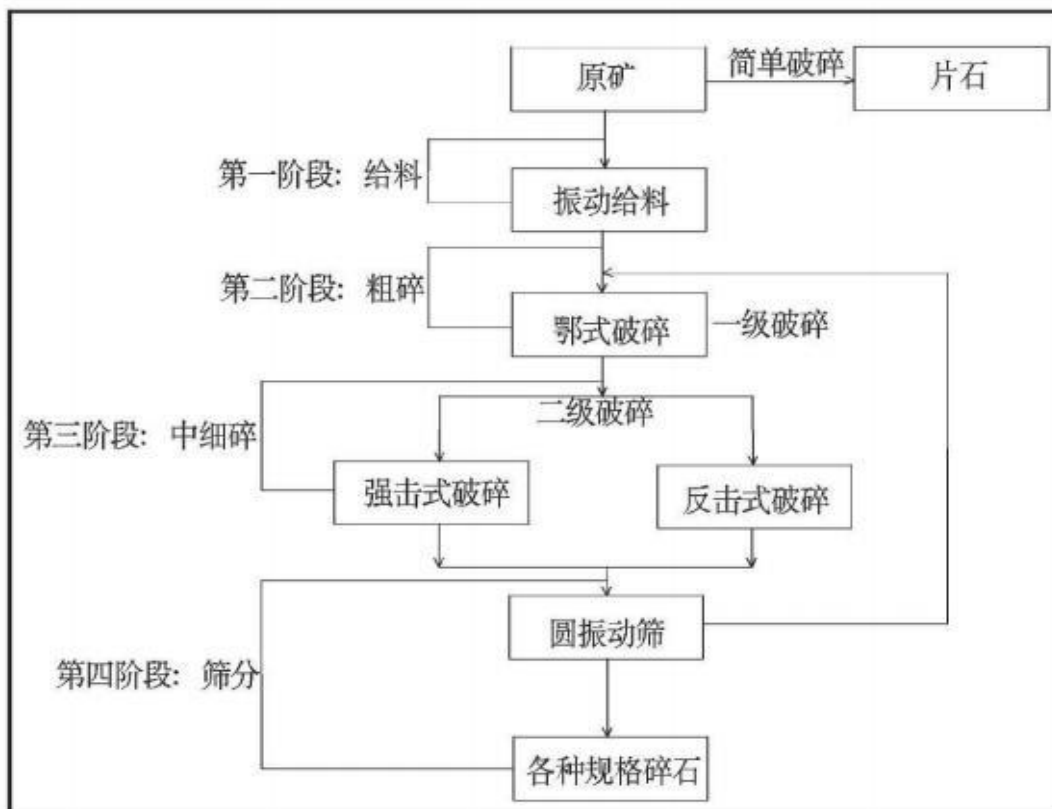 原矿
简单破碎
片石
第一阶段: 给料
振动给料
第二阶段: 粗碎
鄂式破碎
一级破碎
二级破碎
第三阶段: 中细碎
强击式破碎
反击式破碎
圆振动筛
第四阶段: 筛分
各种规格碎石